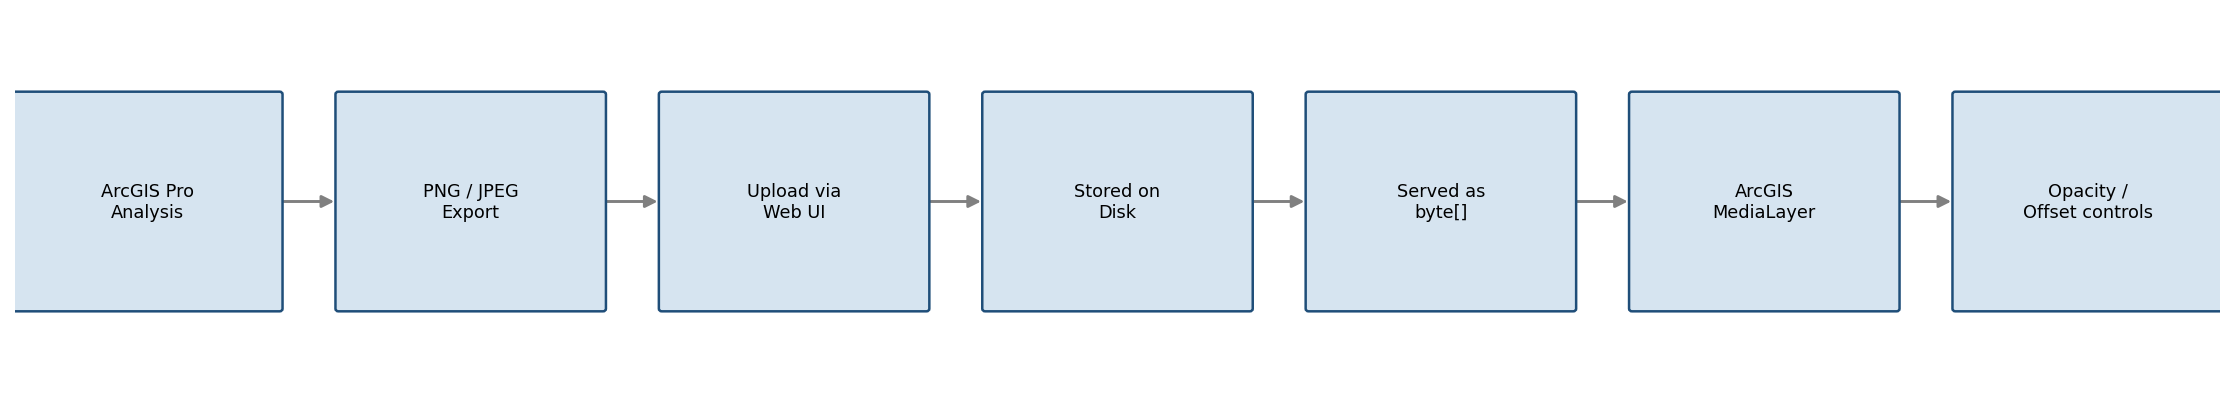 ArcGIS Pro
Analysis
PNG / JPEG
Export
Upload via
Web UI
Stored on
Disk
Served as
byte[]
ArcGIS
MediaLayer
Opacity /
Offset controls